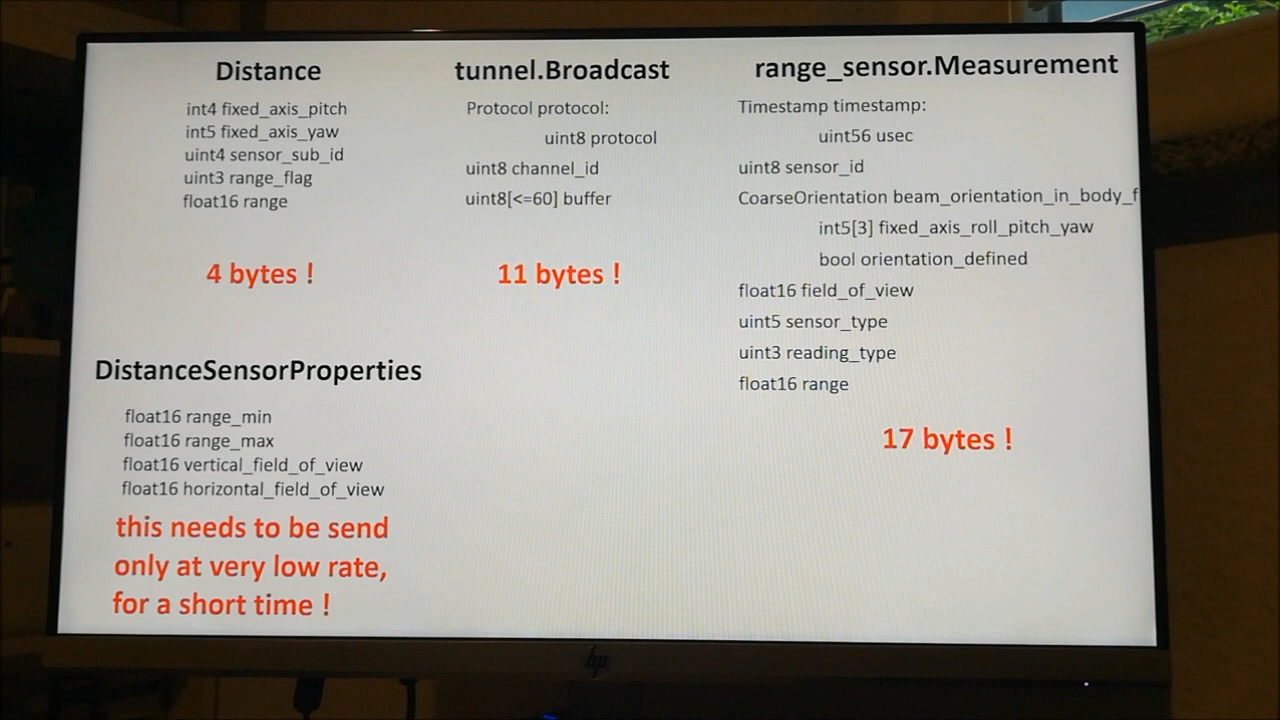 Distance
int4 fixed_axis_pitch
int5 fixed_axis_yaw
uint4 sensor_sub_id
uint3 range_flag
float16 range
4 bytes !
DistanceSensorProperties
float16 range_min
float16 range_max
float16 vertical_field_of_view
float16 horizontal_field_of_view
this needs to be send
only at very low rate,
for a short time !
tunnel.Broadcast
Protocol protocol:
uint8 protocol
uint8 channel_id
uint8[<=60] buffer
11 bytes !
range_sensor.Measurement
Timestamp timestamp:
uint56 usec
uint8 sensor_id
CoarseOrientation beam_orientation_in_body_f
int5[3] fixed_axis_roll_pitch_yaw
bool orientation_defined
float16 field_of_view
uint5 sensor_type
uint3 reading_type
float16 range
17 bytes !
hp